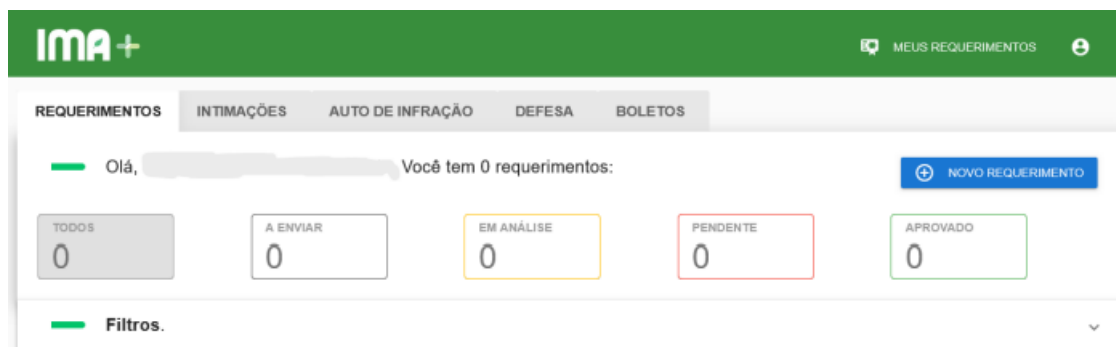 IMA+
MEUS REQUERIMENTOS
REQUERIMENTOS INTIMAÇÕES AUTO DE INFRAÇÃO DEFESA BOLETOS
Olá, Você tem 0 requerimentos:
NOVO REQUERIMENTO
TODOS A ENVIAR EM ANÁLISE PENDENTE APROVADO
0 0 0 0 0
Filtros.